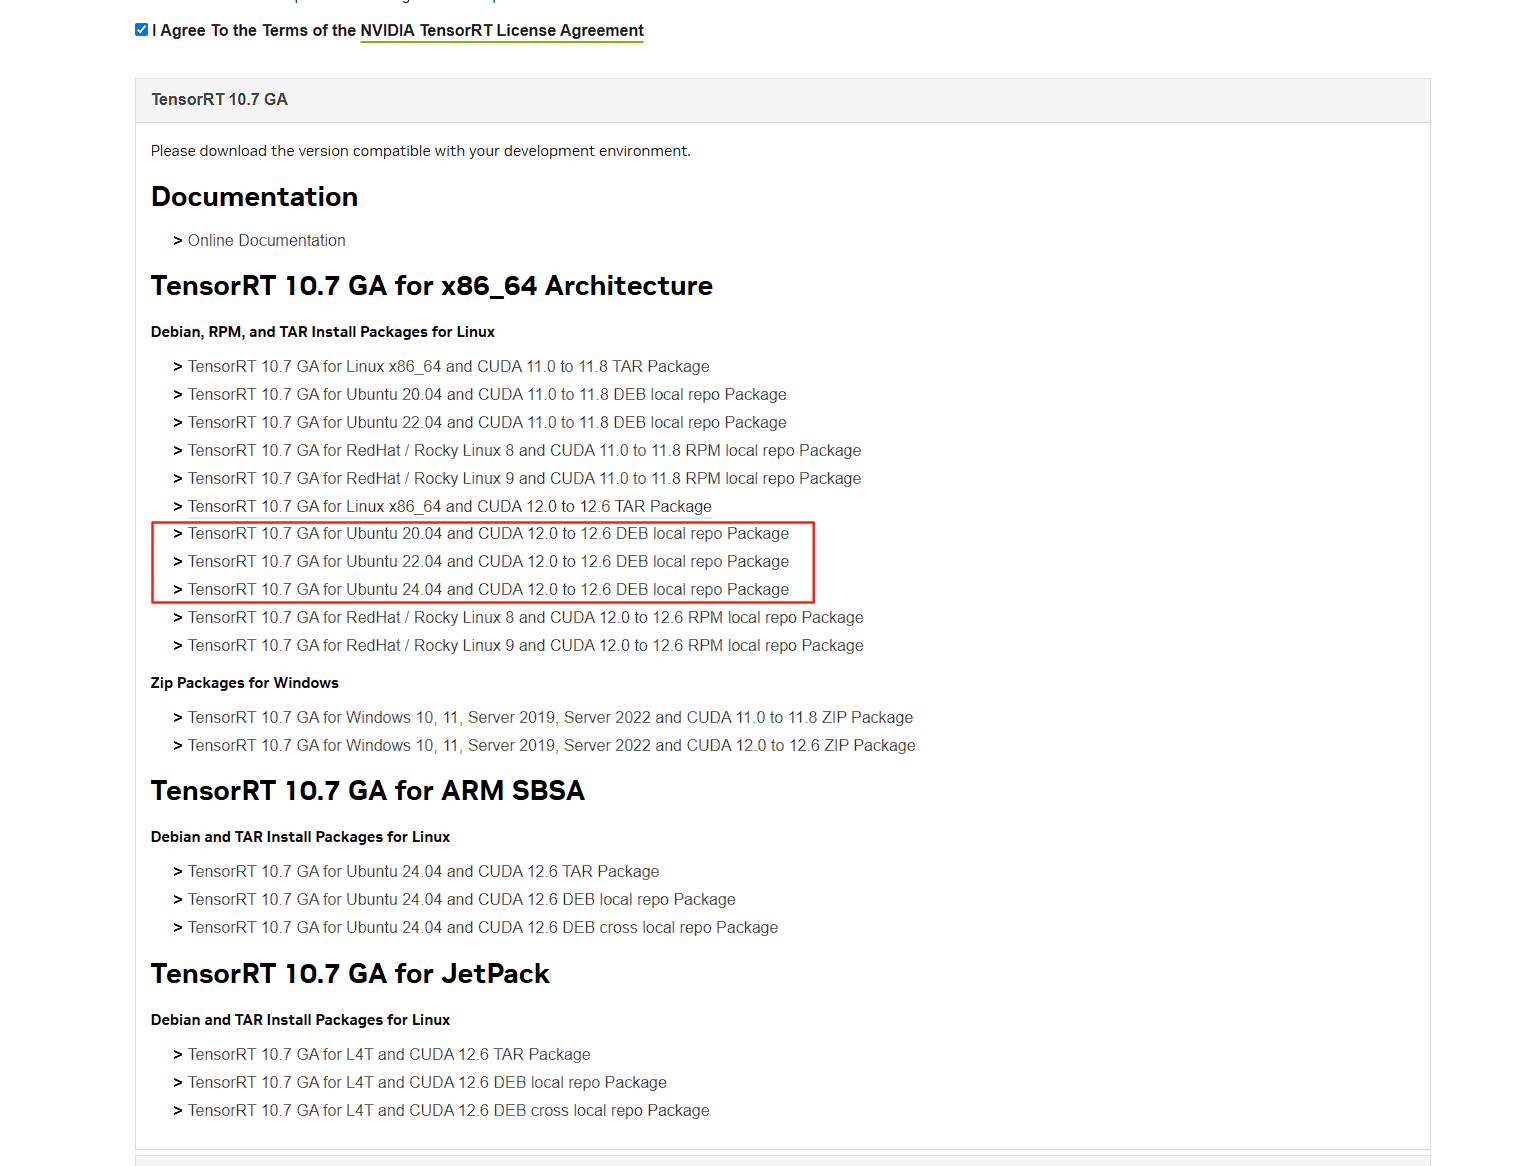 I Agree To the Terms of the NVIDIA TensorRT License Agreement
TensorRT 10.7 GA
Please download the version compatible with your development environment.
Documentation
> Online Documentation
TensorRT 10.7 GA for x86_64 Architecture
Debian, RPM, and TAR Install Packages for Linux
> TensorRT 10.7 GA for Linux x86_64 and CUDA 11.0 to 11.8 TAR Package
> TensorRT 10.7 GA for Ubuntu 20.04 and CUDA 11.0 to 11.8 DEB local repo Package
> TensorRT 10.7 GA for Ubuntu 22.04 and CUDA 11.0 to 11.8 DEB local repo Package
> TensorRT 10.7 GA for RedHat / Rocky Linux 8 and CUDA 11.0 to 11.8 RPM local repo Package
> TensorRT 10.7 GA for RedHat / Rocky Linux 9 and CUDA 11.0 to 11.8 RPM local repo Package
> TensorRT 10.7 GA for Linux x86_64 and CUDA 12.0 to 12.6 TAR Package
> TensorRT 10.7 GA for Ubuntu 20.04 and CUDA 12.0 to 12.6 DEB local repo Package
> TensorRT 10.7 GA for Ubuntu 22.04 and CUDA 12.0 to 12.6 DEB local repo Package
> TensorRT 10.7 GA for Ubuntu 24.04 and CUDA 12.0 to 12.6 DEB local repo Package
> TensorRT 10.7 GA for RedHat / Rocky Linux 8 and CUDA 12.0 to 12.6 RPM local repo Package
> TensorRT 10.7 GA for RedHat / Rocky Linux 9 and CUDA 12.0 to 12.6 RPM local repo Package
Zip Packages for Windows
> TensorRT 10.7 GA for Windows 10, 11, Server 2019, Server 2022 and CUDA 11.0 to 11.8 ZIP Package
> TensorRT 10.7 GA for Windows 10, 11, Server 2019, Server 2022 and CUDA 12.0 to 12.6 ZIP Package
TensorRT 10.7 GA for ARM SBSA
Debian and TAR Install Packages for Linux
> TensorRT 10.7 GA for Ubuntu 24.04 and CUDA 12.6 TAR Package
> TensorRT 10.7 GA for Ubuntu 24.04 and CUDA 12.6 DEB local repo Package
> TensorRT 10.7 GA for Ubuntu 24.04 and CUDA 12.6 DEB cross local repo Package
TensorRT 10.7 GA for JetPack
Debian and TAR Install Packages for Linux
> TensorRT 10.7 GA for L4T and CUDA 12.6 TAR Package
> TensorRT 10.7 GA for L4T and CUDA 12.6 DEB local repo Package
> TensorRT 10.7 GA for L4T and CUDA 12.6 DEB cross local repo Package